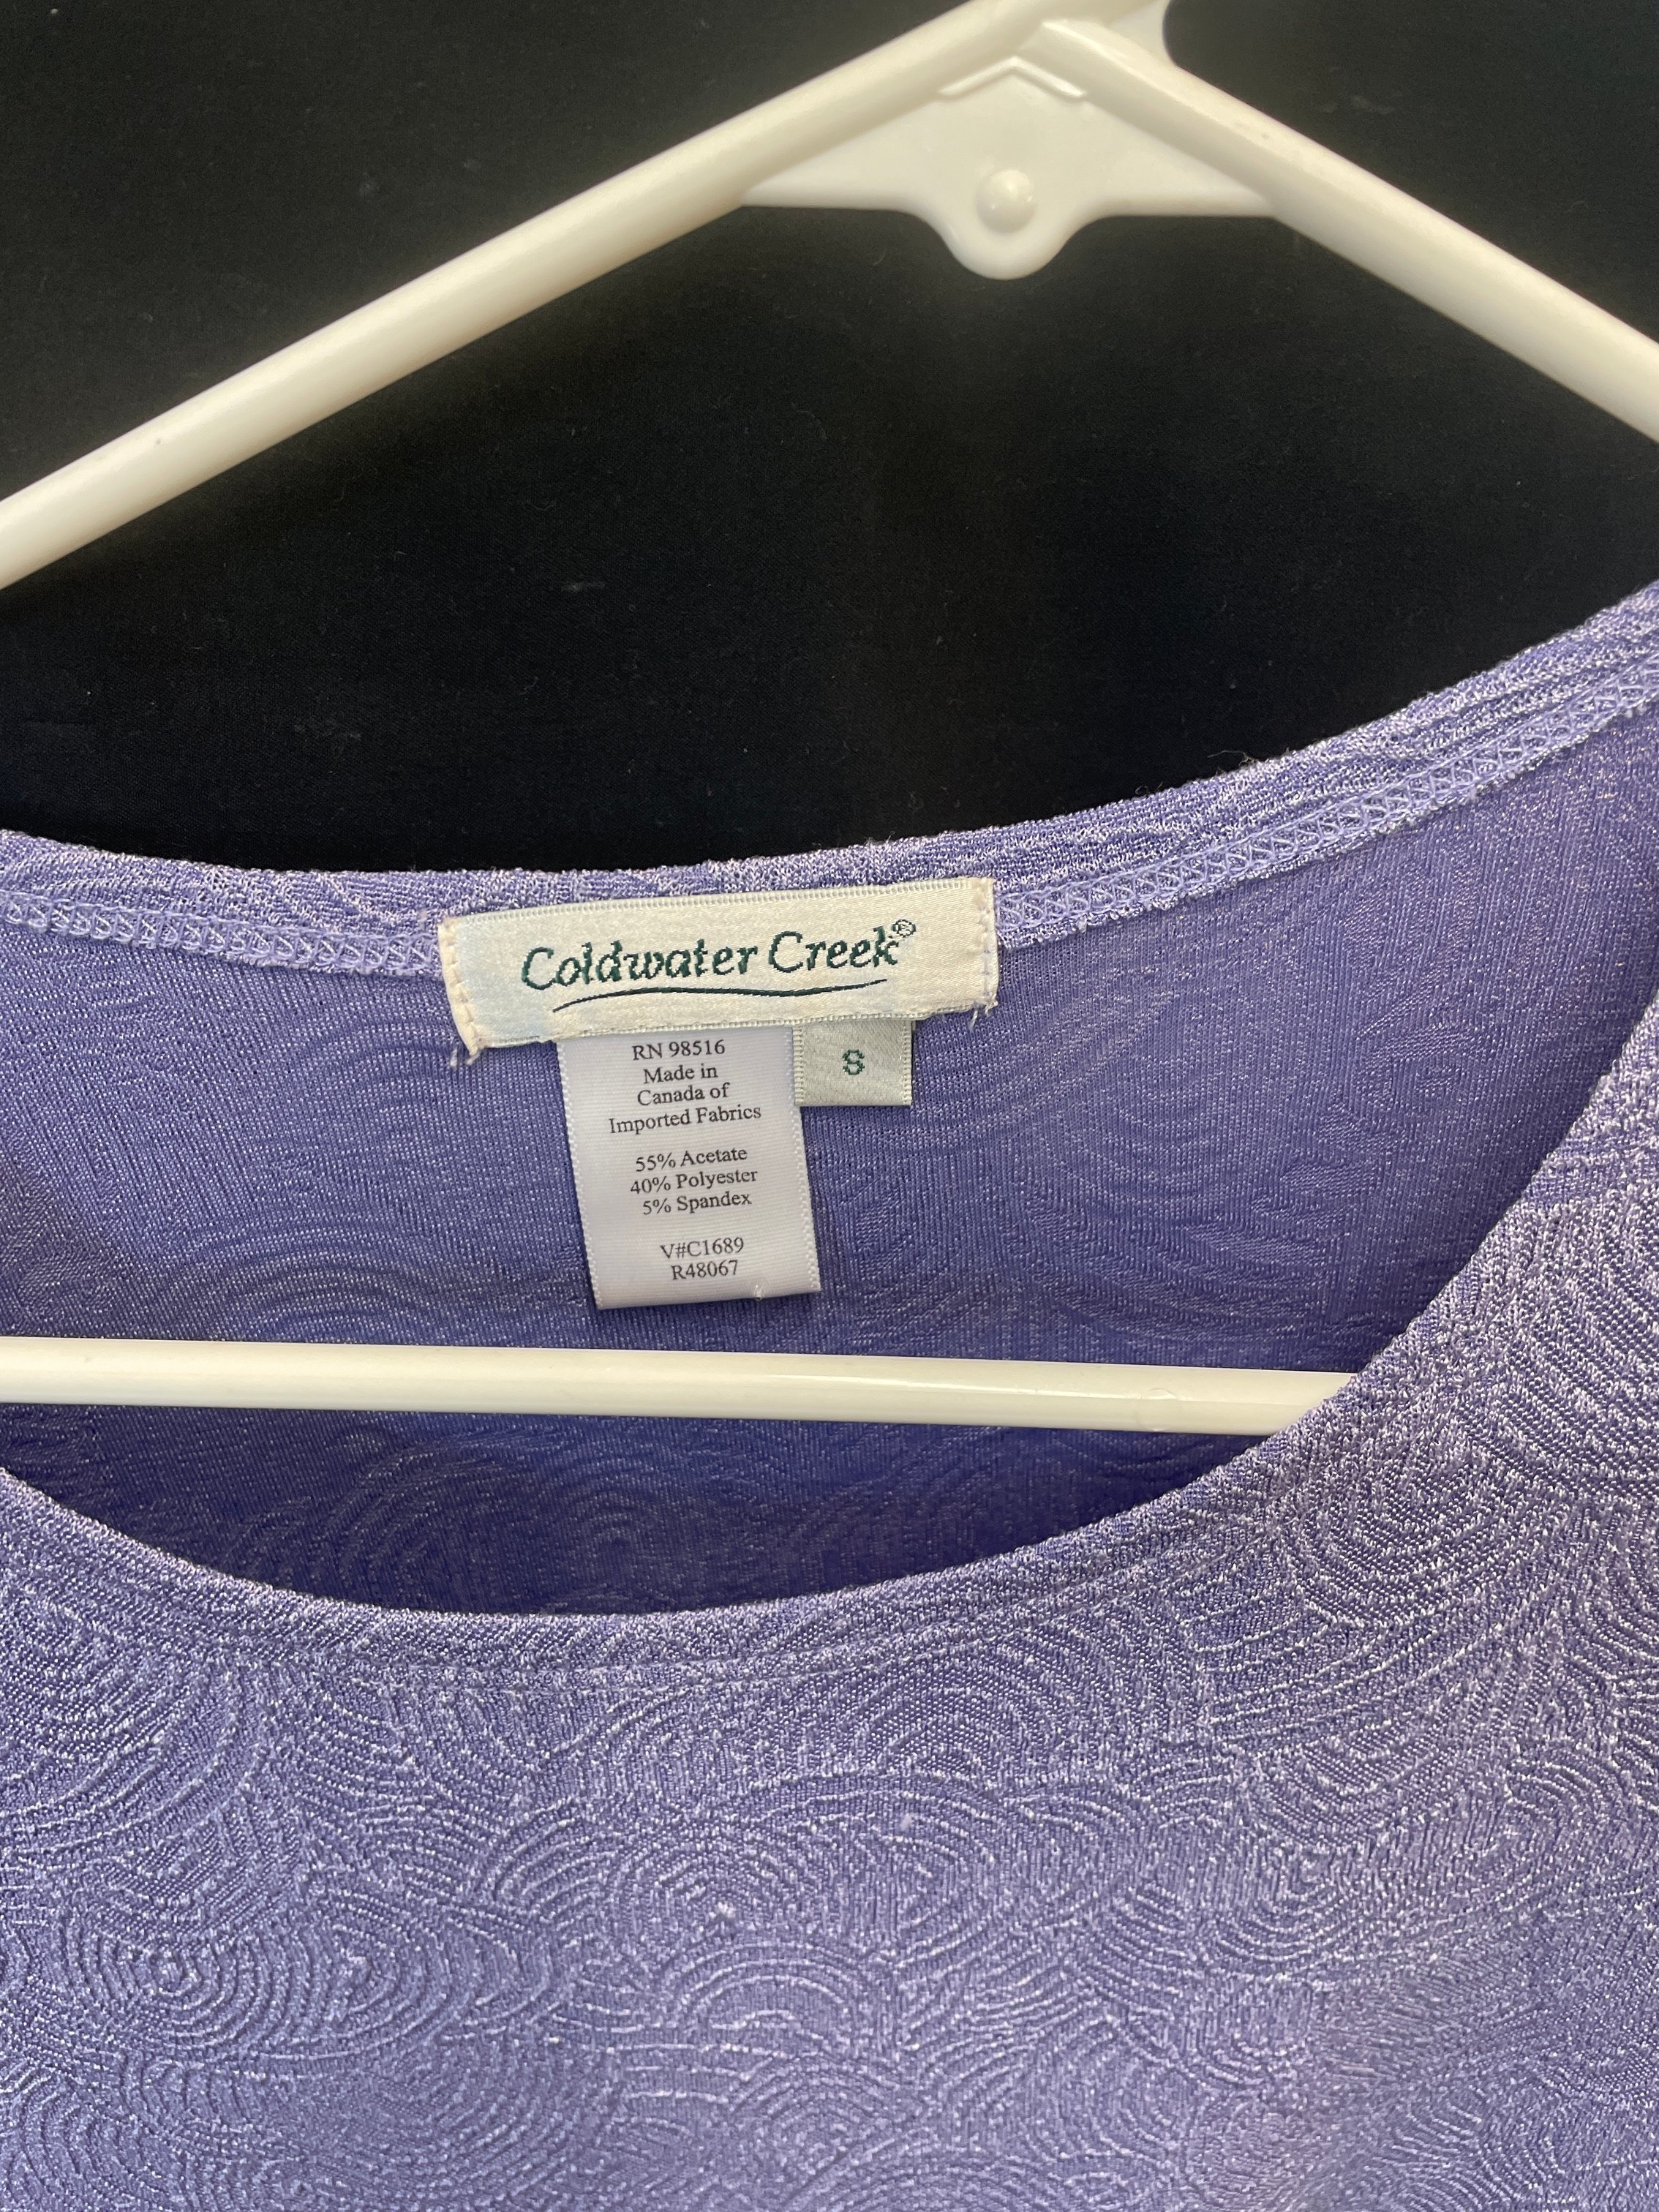 Coldwater Creek®
S
RN 98516
Made in
Canada of
Imported Fabrics
55% Acetate
40% Polyester
5% Spandex
V#C1689
R48067